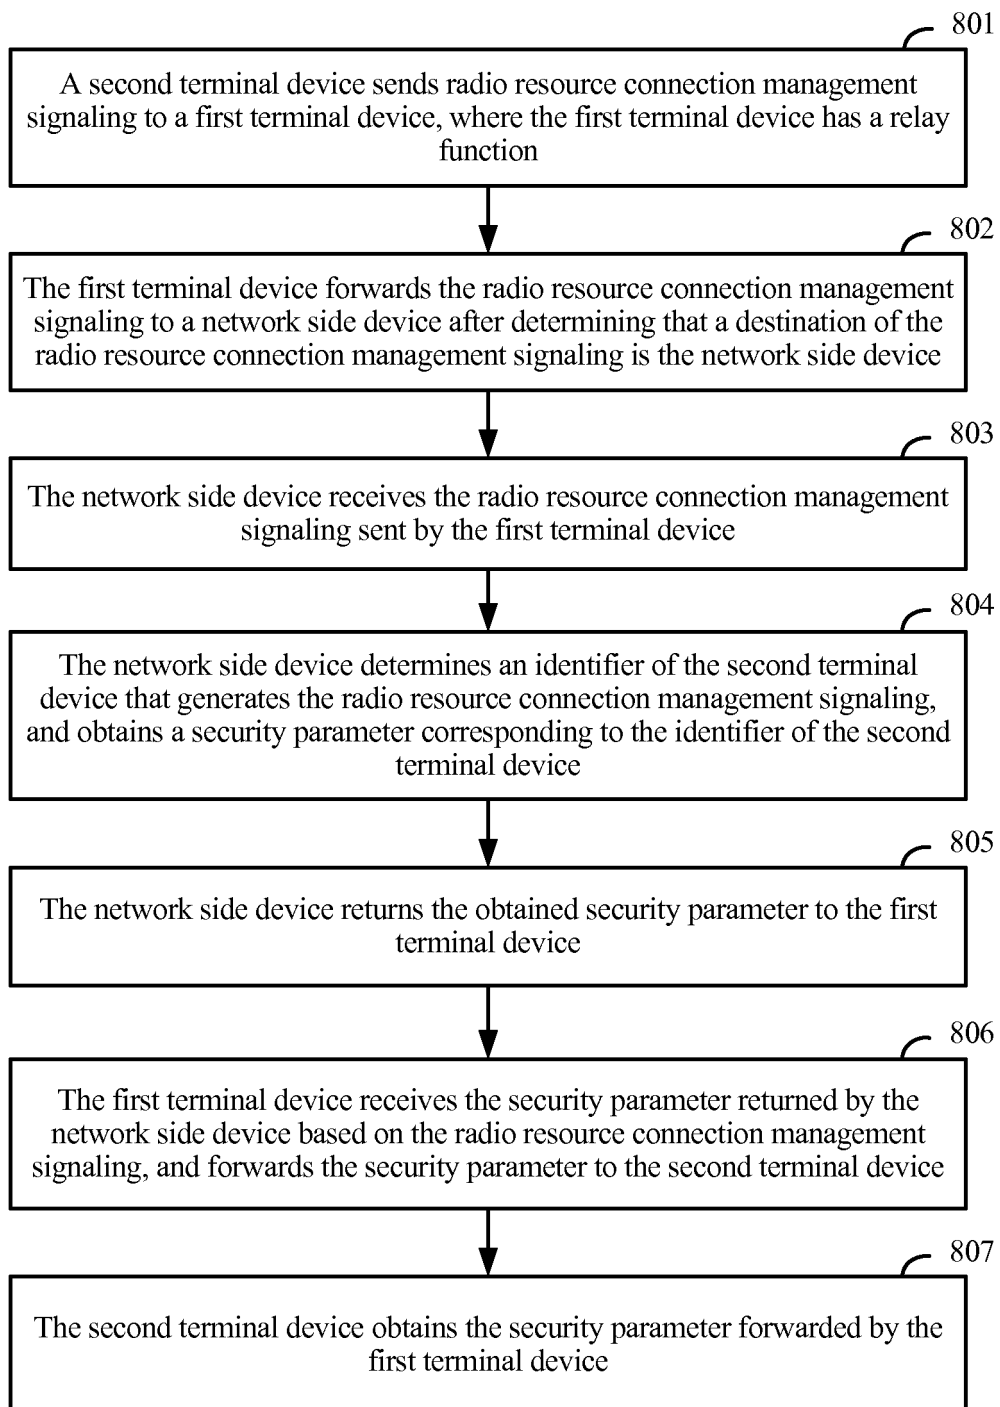 801
A second terminal device sends radio resource connection management
signaling to a first terminal device, where the first terminal device has a relay
function
802
The first terminal device forwards the radio resource connection management
signaling to a network side device after determining that a destination of the
radio resource connection management signaling is the network side device
803
The network side device receives the radio resource connection management
signaling sent by the first terminal device
804
The network side device determines an identifier of the second terminal
device that generates the radio resource connection management signaling,
and obtains a security parameter corresponding to the identifier of the second
terminal device
805
The network side device returns the obtained security parameter to the first
terminal device
806
The first terminal device receives the security parameter returned by the
network side device based on the radio resource connection management
signaling, and forwards the security parameter to the second terminal device
807
The second terminal device obtains the security parameter forwarded by the
first terminal device